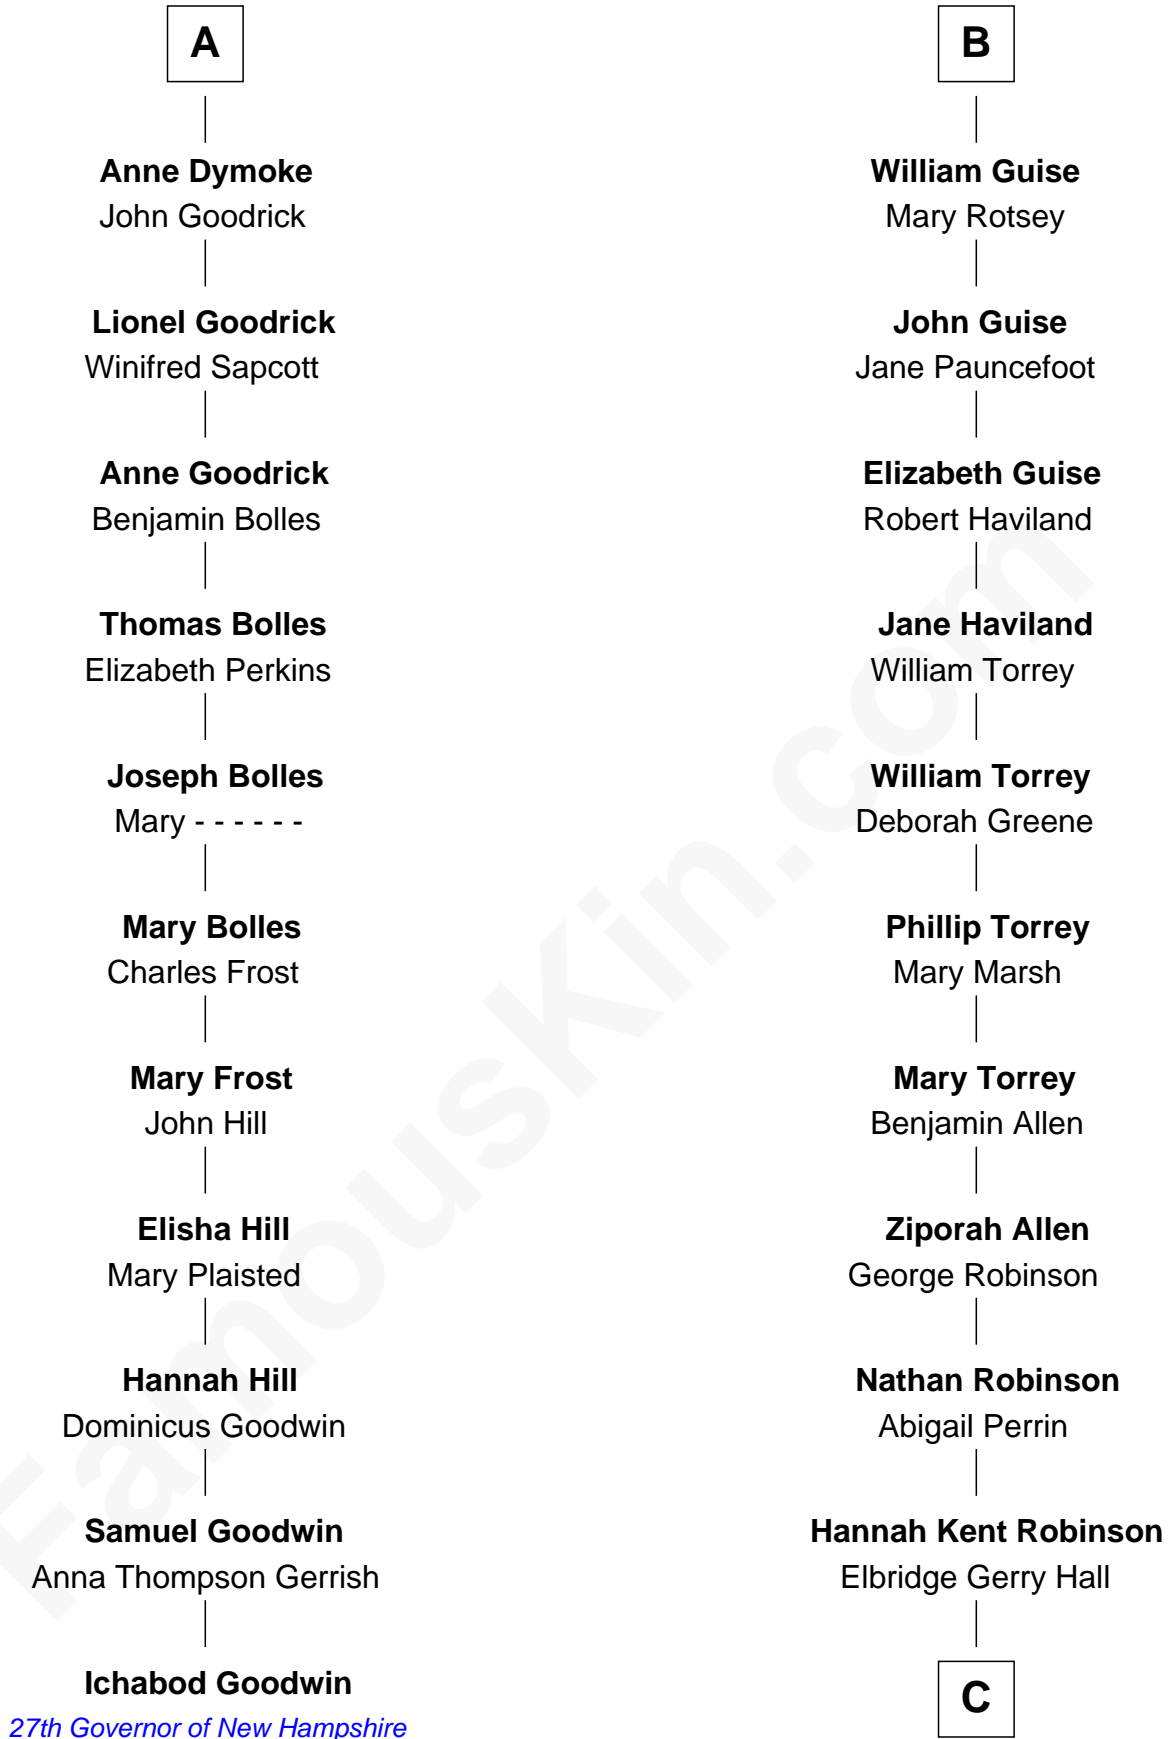 A
Anne Dymoke
John Goodrick
Lionel Goodrick
Winifred Sapcott
Anne Goodrick
Benjamin Bolles
Thomas Bolles
Elizabeth Perkins
Joseph Bolles
Mary - - - - - -
Mary Bolles
Charles Frost
Mary Frost
John Hill
Elisha Hill
Mary Plaisted
Hannah Hill
Dominicus Goodwin
Samuel Goodwin
Anna Thompson Gerrish
Ichabod Goodwin
27th Governor of New Hampshire
B
William Guise
Mary Rotsey
John Guise
Jane Pauncefoot
Elizabeth Guise
Robert Haviland
Jane Haviland
William Torrey
William Torrey
Deborah Greene
Phillip Torrey
Mary Marsh
Mary Torrey
Benjamin Allen
Ziporah Allen
George Robinson
Nathan Robinson
Abigail Perrin
Hannah Kent Robinson
Elbridge Gerry Hall
C
FamousKin.com